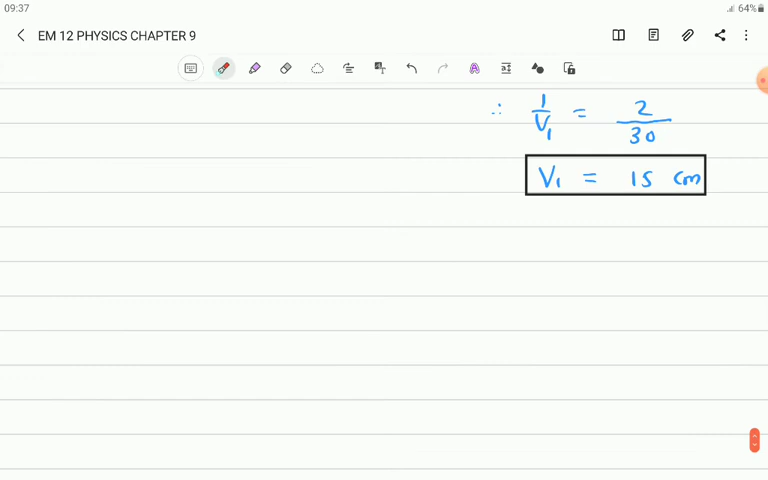 09:37
64%
EM 12 PHYSICS CHAPTER 9
∴ 1/V₁ = 2/30
V₁ = 15 cm